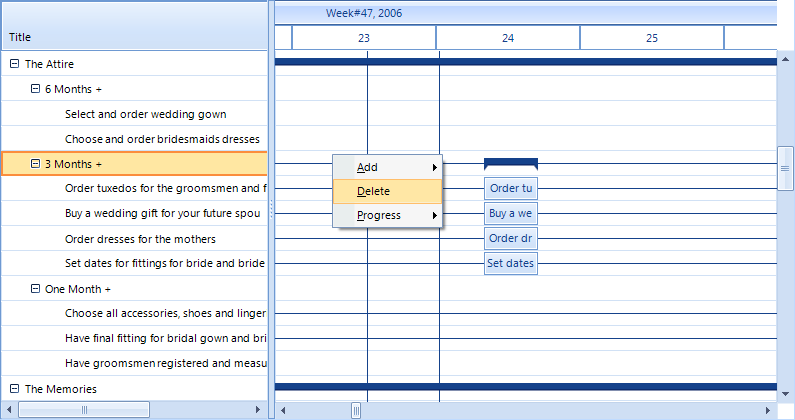 Title
Week#47, 2006
23 24 25
The Attire
6 Months +
Select and order wedding gown
Choose and order bridesmaids dresses
3 Months +
Order tuxedos for the groomsmen and f
Buy a wedding gift for your future spou
Order dresses for the mothers
Set dates for fittings for bride and bride
One Month +
Choose all accessories, shoes and linger
Have final fitting for bridal gown and bri
Have groomsmen registered and measu
The Memories
Add
Delete
Progress
Order tu
Buy a we
Order dr
Set dates